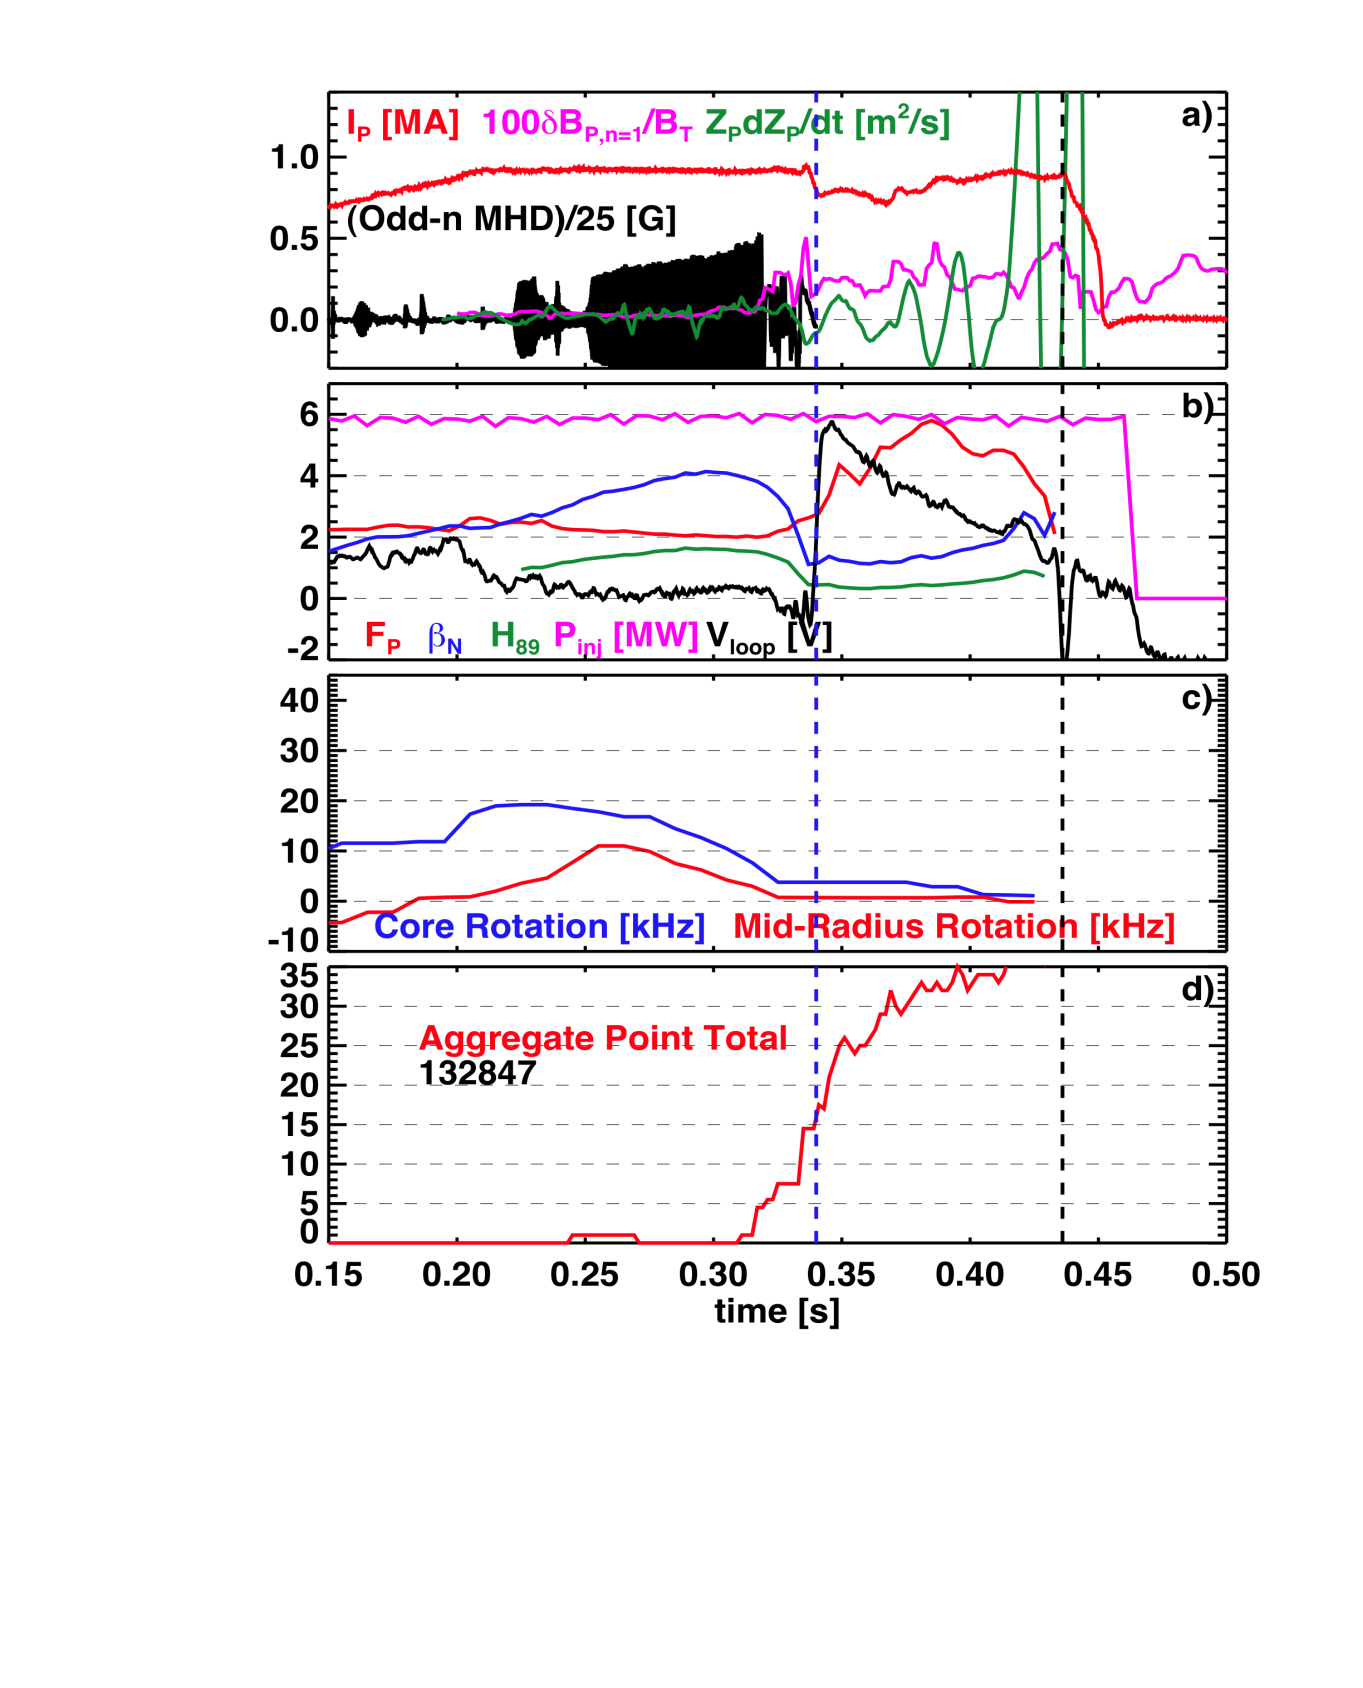 I_P [MA] 100δB_P,n=1/B_T Z_PdZ_P/dt [m²/s] a)
1.0
(Odd-n MHD)/25 [G]
0.5
0.0
b)
6
4
2
0
F_P β_N H_89 P_inj [MW] V_loop [V]
-2
c)
40
30
20
10
0
Core Rotation [kHz] Mid-Radius Rotation [kHz]
-10
35 d)
30
Aggregate Point Total
25
132847
20
15
10
5
0
0.15 0.20 0.25 0.30 0.35 0.40 0.45 0.50
time [s]